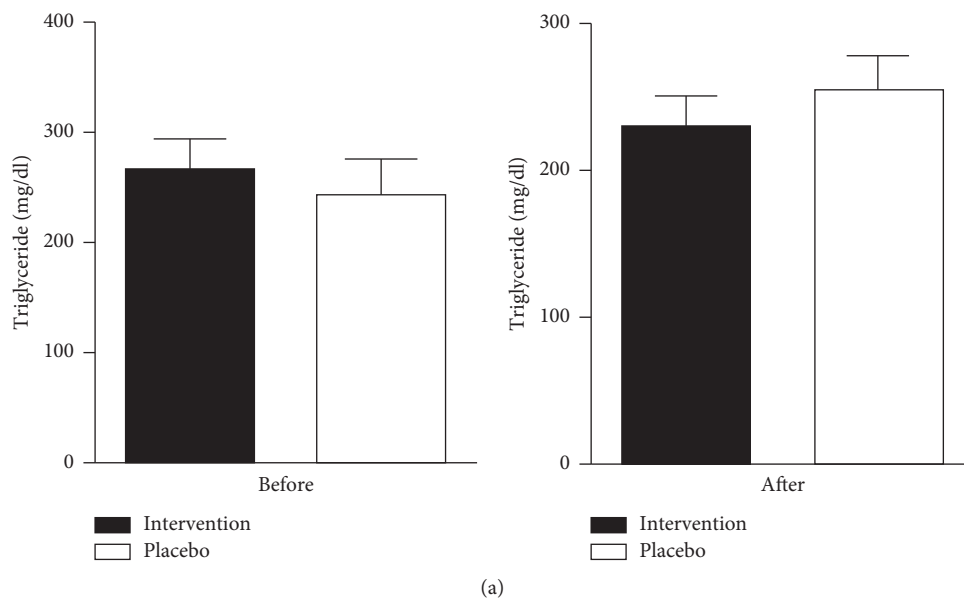 400
300
200
100
0
Triglyceride (mg/dl)
Before
Intervention
Placebo
300
200
100
0
Triglyceride (mg/dl)
After
Intervention
Placebo
(a)